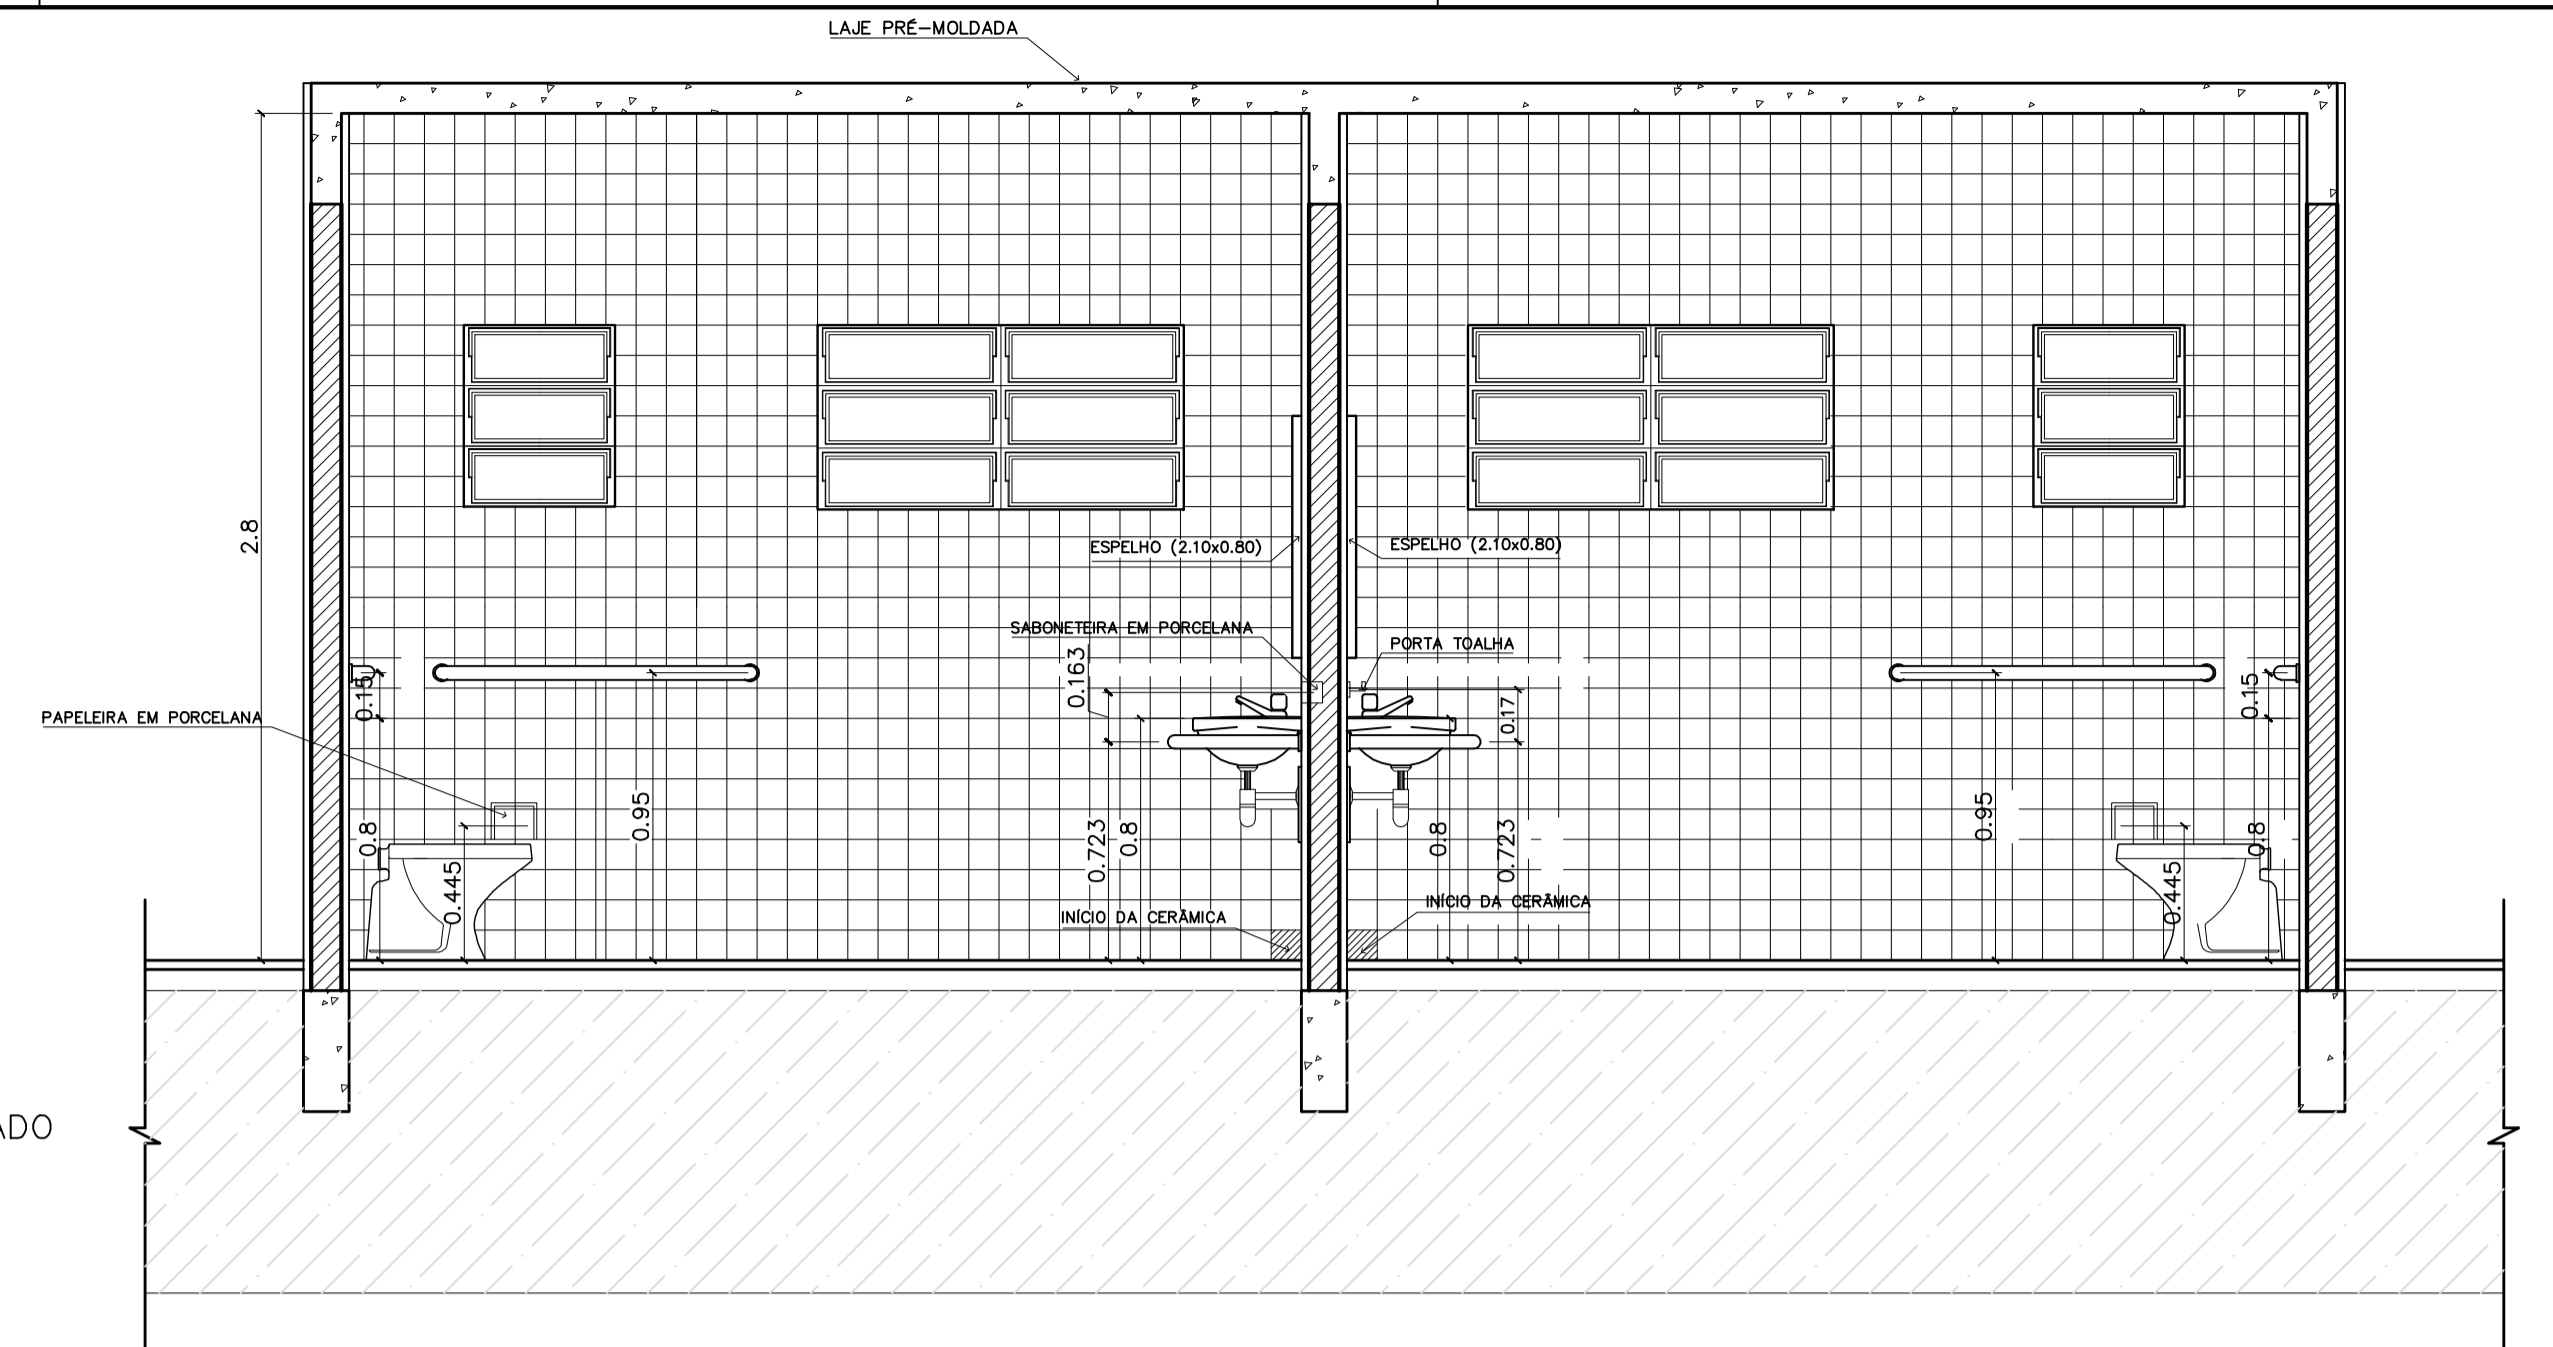 LAJE PRÉ-MOLDADA
2.8
ESPELHO (2.10x0.80)
ESPELHO (2.10x0.80)
SABONETEIRA EM PORCELANA
PORTA TOALHA
0.163
0.15
0.17
0.15
PAPELEIRA EM PORCELANA
0.8
0.445
0.95
0.723
0.8
0.8
0.723
0.95
0.445
0.8
INÍCIO DA CERÂMICA
INÍCIO DA CERÂMICA
ADO